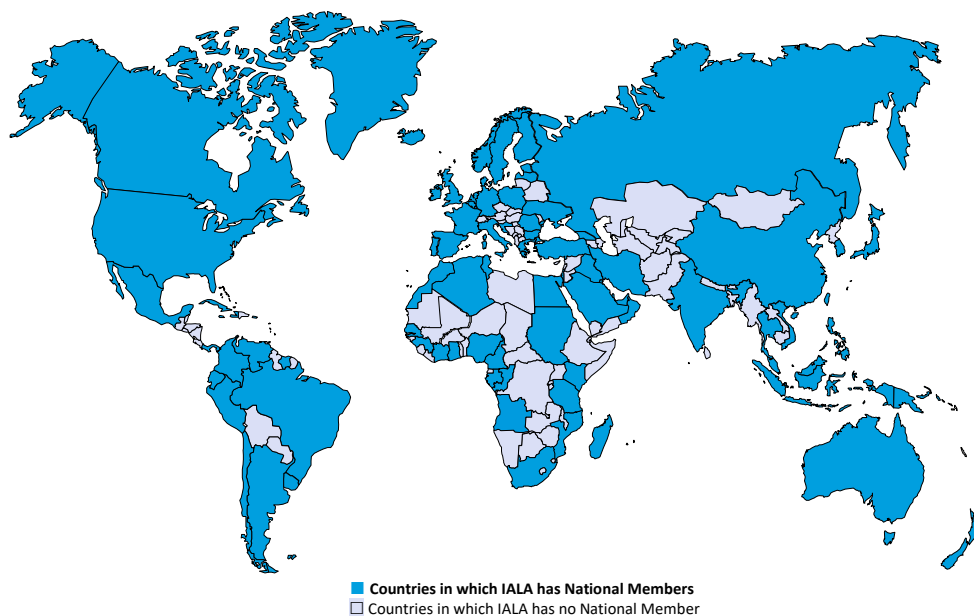 Countries in which IALA has National Members
Countries in which IALA has no National Member